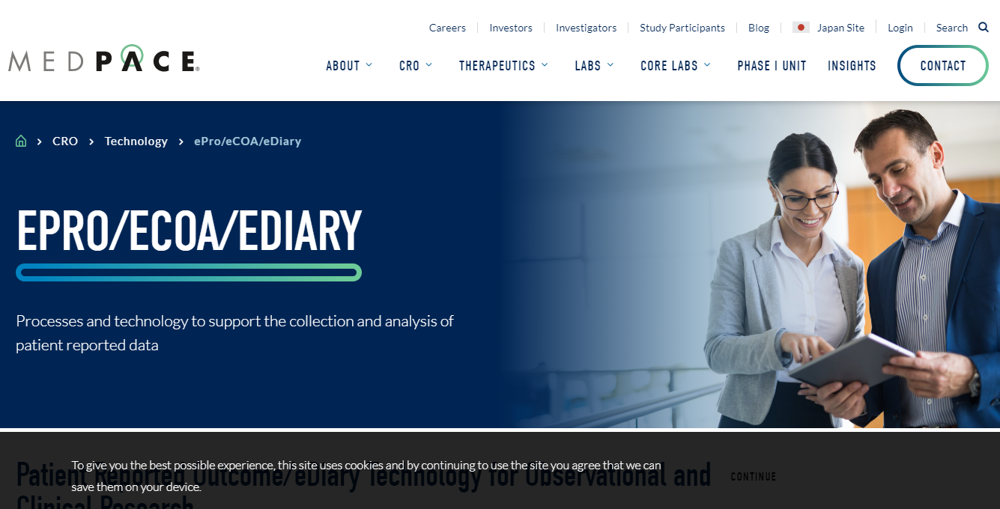 Careers Investors Investigators Study Participants Blog Japan Site Login Search
MEDPACE®
ABOUT CRO THERAPEUTICS LABS CORE LABS PHASE I UNIT INSIGHTS CONTACT
CRO Technology ePro/eCOA/eDiary
EPRO/ECOA/EDIARY
Processes and technology to support the collection and analysis of
patient reported data
To give you the best possible experience, this site uses cookies and by continuing to use the site you agree that we can
save them on your device.
CONTINUE
Patient Reported Outcome/eDiary Technology for Observational and
Clinical Research